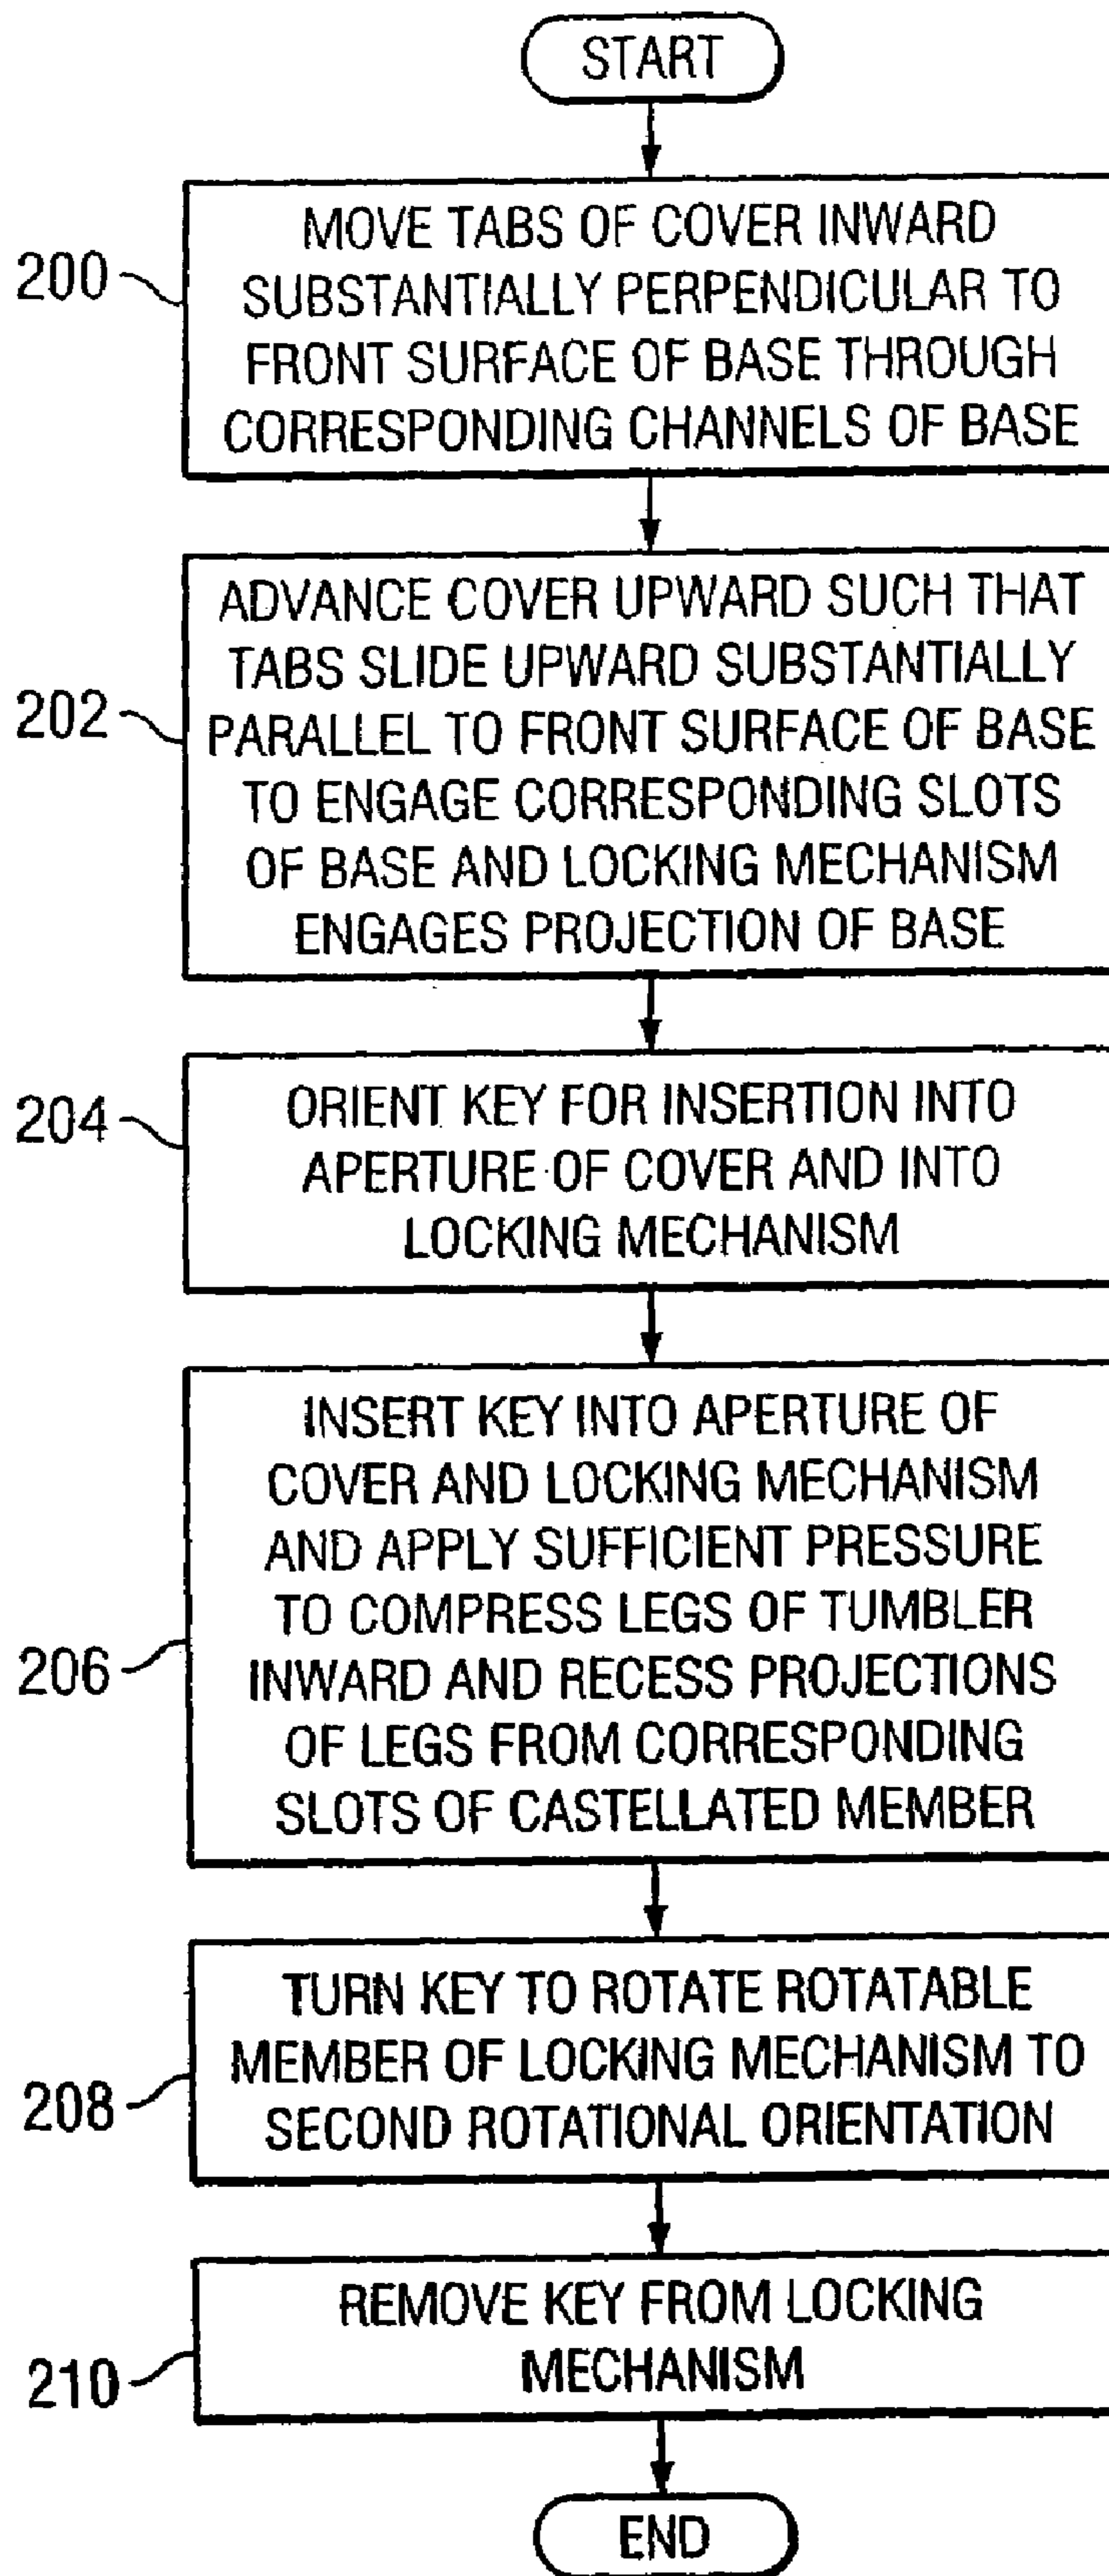 START
200
MOVE TABS OF COVER INWARD
SUBSTANTIALLY PERPENDICULAR TO
FRONT SURFACE OF BASE THROUGH
CORRESPONDING CHANNELS OF BASE
202
ADVANCE COVER UPWARD SUCH THAT
TABS SLIDE UPWARD SUBSTANTIALLY
PARALLEL TO FRONT SURFACE OF BASE
TO ENGAGE CORRESPONDING SLOTS
OF BASE AND LOCKING MECHANISM
ENGAGES PROJECTION OF BASE
204
ORIENT KEY FOR INSERTION INTO
APERTURE OF COVER AND INTO
LOCKING MECHANISM
206
INSERT KEY INTO APERTURE OF
COVER AND LOCKING MECHANISM
AND APPLY SUFFICIENT PRESSURE
TO COMPRESS LEGS OF TUMBLER
INWARD AND RECESS PROJECTIONS
OF LEGS FROM CORRESPONDING
SLOTS OF CASTELLATED MEMBER
208
TURN KEY TO ROTATE ROTATABLE
MEMBER OF LOCKING MECHANISM TO
SECOND ROTATIONAL ORIENTATION
210
REMOVE KEY FROM LOCKING
MECHANISM
END